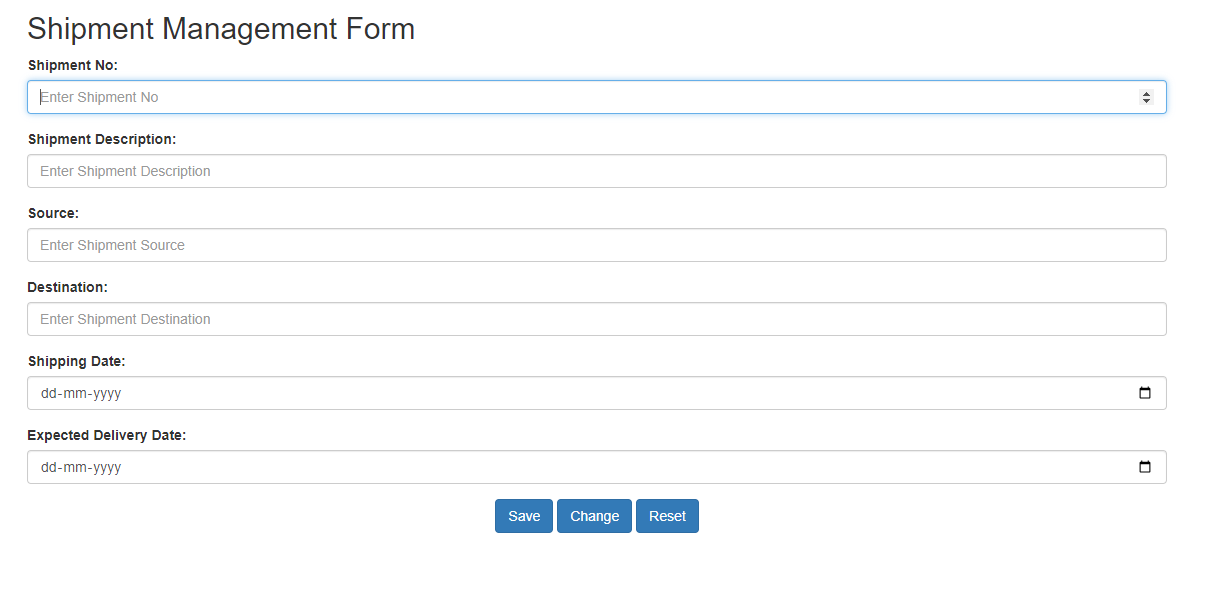 Shipment Management Form
Shipment No:
Enter Shipment No
Shipment Description:
Enter Shipment Description
Source:
Enter Shipment Source
Destination:
Enter Shipment Destination
Shipping Date:
dd-mm-yyyy
Expected Delivery Date:
dd-mm-yyyy
Save Change Reset